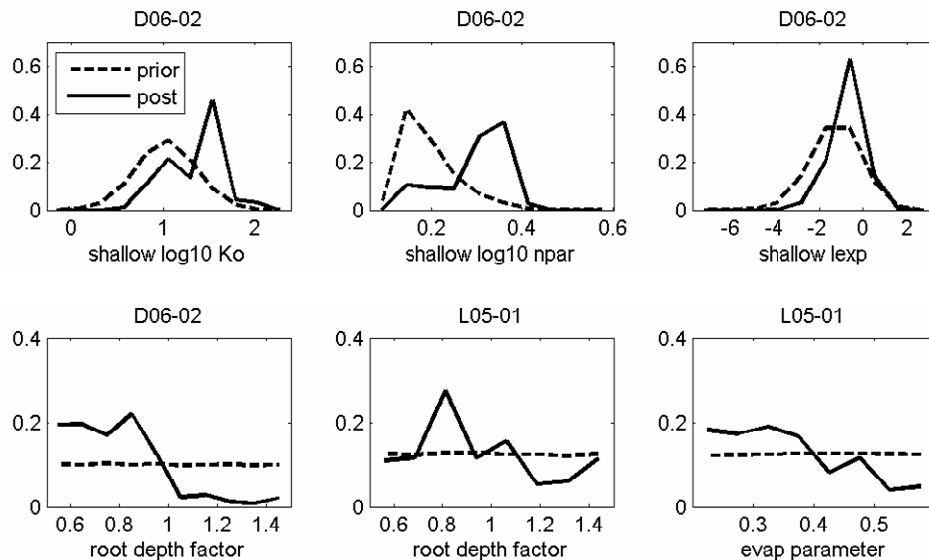 D06-02 D06-02 D06-02
0.6 0.6 0.6
prior
post
0.4 0.4 0.4
0.2 0.2 0.2
0 0 0
0 1 2 0.2 0.4 0.6 -6 -4 -2 0 2
shallow log10 Ko shallow log10 npar shallow lexp
D06-02 L05-01 L05-01
0.4 0.4 0.4
0.2 0.2 0.2
0 0 0
0.6 0.8 1 1.2 1.4 0.6 0.8 1 1.2 1.4 0.3 0.4 0.5
root depth factor root depth factor evap parameter